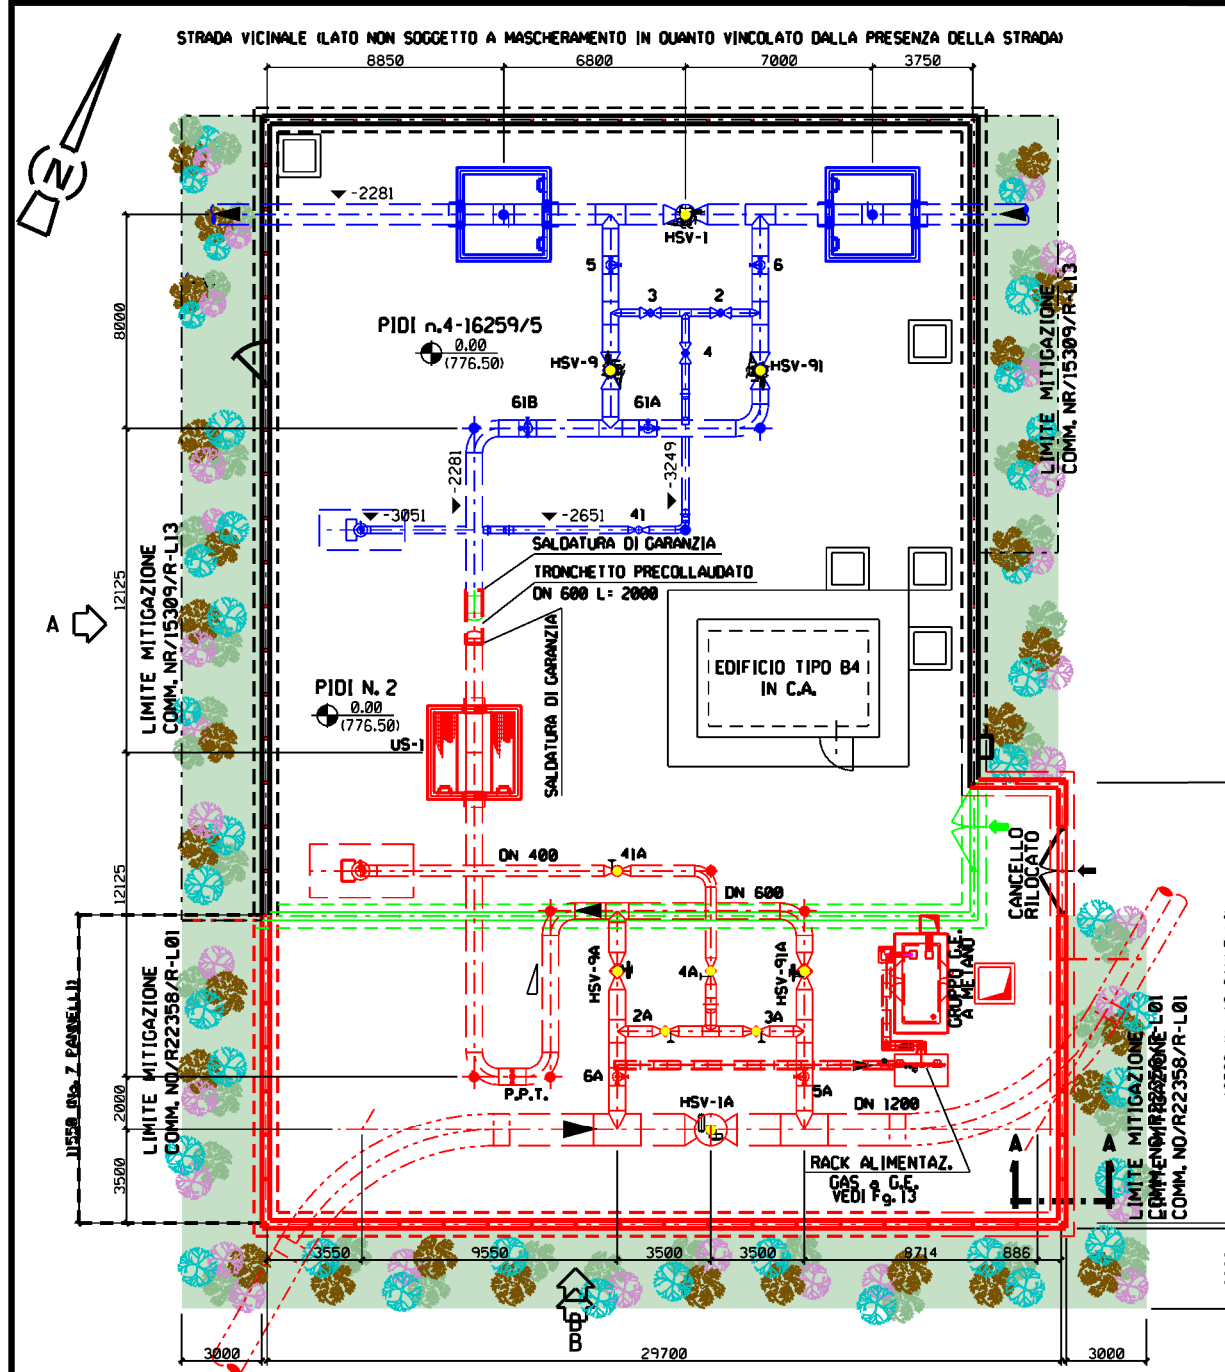 STRADA VICINALE (LATO NON SOGGETTO A MASCHERAMENTO IN QUANTO VINCOLATO DALLA PRESENZA DELLA STRADA)
8850
6800
7000
3750
N
-2281
HSV-1
5
6
3
2
4
8000
PIDI n.4-16259/5
0.00
(776.50)
HSV-9
HSV-91
LIMITE MITIGAZIONE
COMM. NR/15309/R-L13
61B
61A
-2281
-3249
-3051
-2651
41
SALDATURA DI GARANZIA
TRONCHETTO PRECOLLAUDATO
DN 600 L= 2000
SALDATURA DI GARANZIA
12125
A
LIMITE MITIGAZIONE
COMM. NR/15309/R-L13
EDIFICIO TIPO B4
IN C.A.
PIDI N. 2
0.00
(776.50)
US-1
DN 400
41A
DN 600
CANCELLO
RILOCATO
12125
HSV-9A
4A
HSV-91A
GRUPPO G.E.
A METANO
2A
3A
6A
5A
P.P.T.
HSV-1A
DN 1200
11550 (No. 7 PANNELLI)
LIMITE MITIGAZIONE
COMM. NO/R22358/R-L01
2000
3500
RACK ALIMENTAZ.
GAS a G.E.
VEDI Fg.13
A
A
LIMITE MITIGAZIONE
COMM. NO/R22358/R-L01
3550
9550
3500
3500
8714
886
B
3000
29700
3000